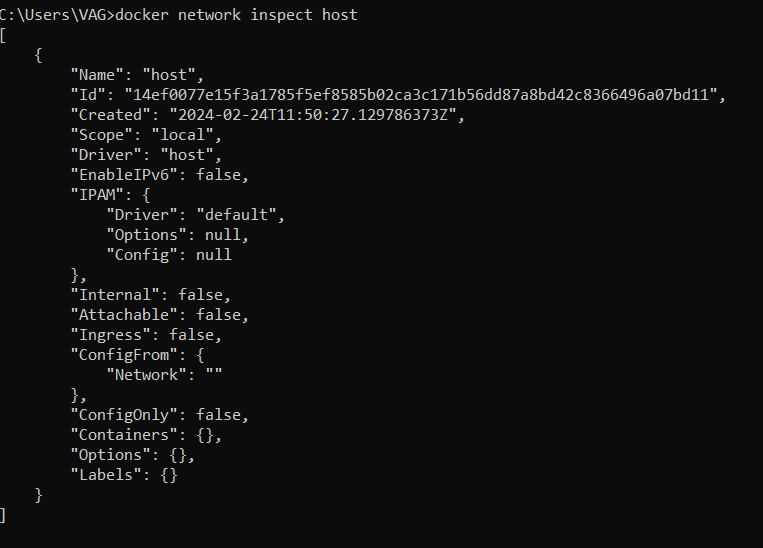 C:\Users\VAG>docker network inspect host
[
    {
        "Name": "host",
        "Id": "14ef0077e15f3a1785f5ef8585b02ca3c171b56dd87a8bd42c8366496a07bd11",
        "Created": "2024-02-24T11:50:27.129786373Z",
        "Scope": "local",
        "Driver": "host",
        "EnableIPv6": false,
        "IPAM": {
            "Driver": "default",
            "Options": null,
            "Config": null
        },
        "Internal": false,
        "Attachable": false,
        "Ingress": false,
        "ConfigFrom": {
            "Network": ""
        },
        "ConfigOnly": false,
        "Containers": {},
        "Options": {},
        "Labels": {}
    }
]